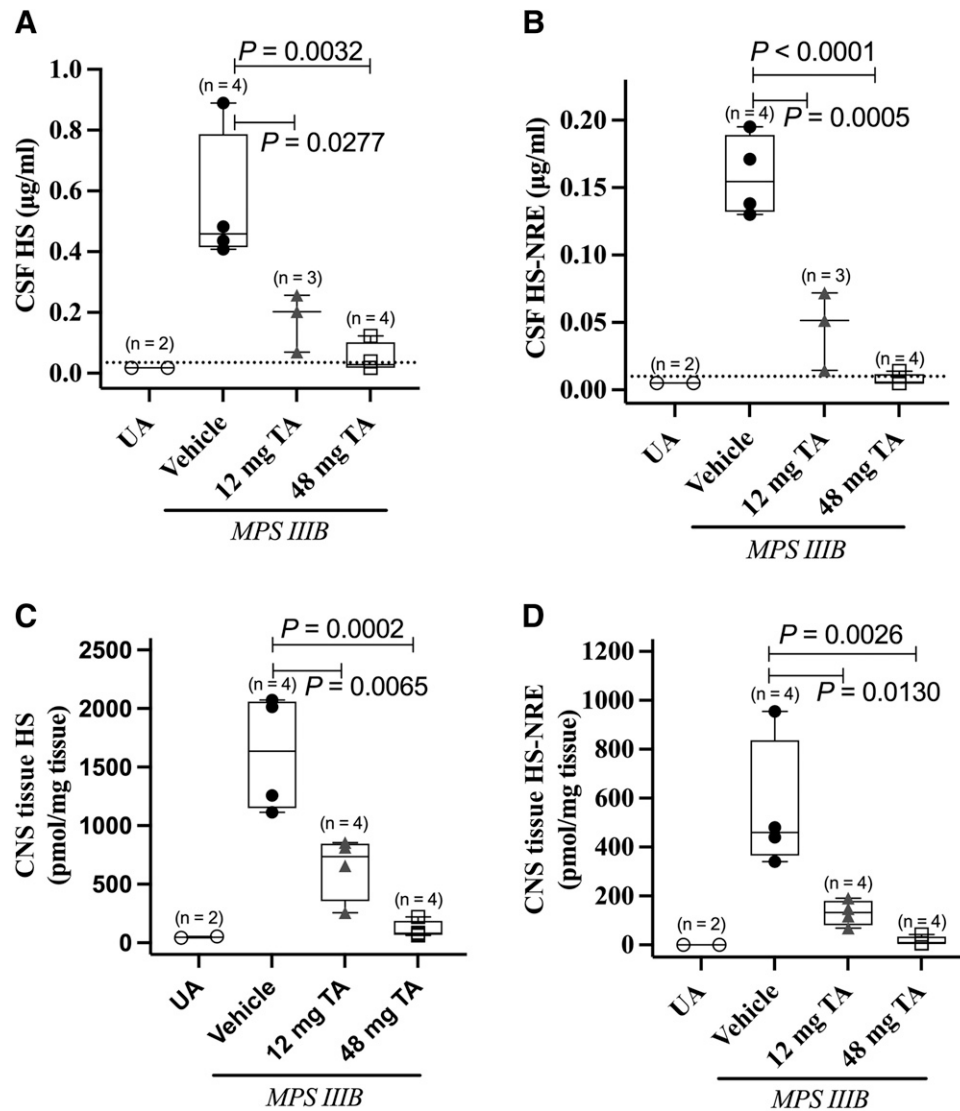 A
P = 0.0032
(n = 4)
P = 0.0277
(n = 3)
(n = 4)
(n = 2)
CSF HS (µg/ml)
1.0
0.8
0.6
0.4
0.2
0.0
UA
Vehicle
12 mg TA
48 mg TA
MPS IIIB
B
P < 0.0001
(n = 4)
P = 0.0005
(n = 3)
(n = 2)
(n = 4)
CSF HS-NRE (µg/ml)
0.20
0.15
0.10
0.05
0.00
UA
Vehicle
12 mg TA
48 mg TA
MPS IIIB
C
P = 0.0002
(n = 4)
P = 0.0065
(n = 4)
(n = 4)
(n = 2)
CNS tissue HS
(pmol/mg tissue)
2500
2000
1500
1000
500
0
UA
Vehicle
12 mg TA
48 mg TA
MPS IIIB
D
P = 0.0026
(n = 4)
P = 0.0130
(n = 4)
(n = 2)
(n = 4)
CNS tissue HS-NRE
(pmol/mg tissue)
1200
1000
800
600
400
200
0
UA
Vehicle
12 mg TA
48 mg TA
MPS IIIB